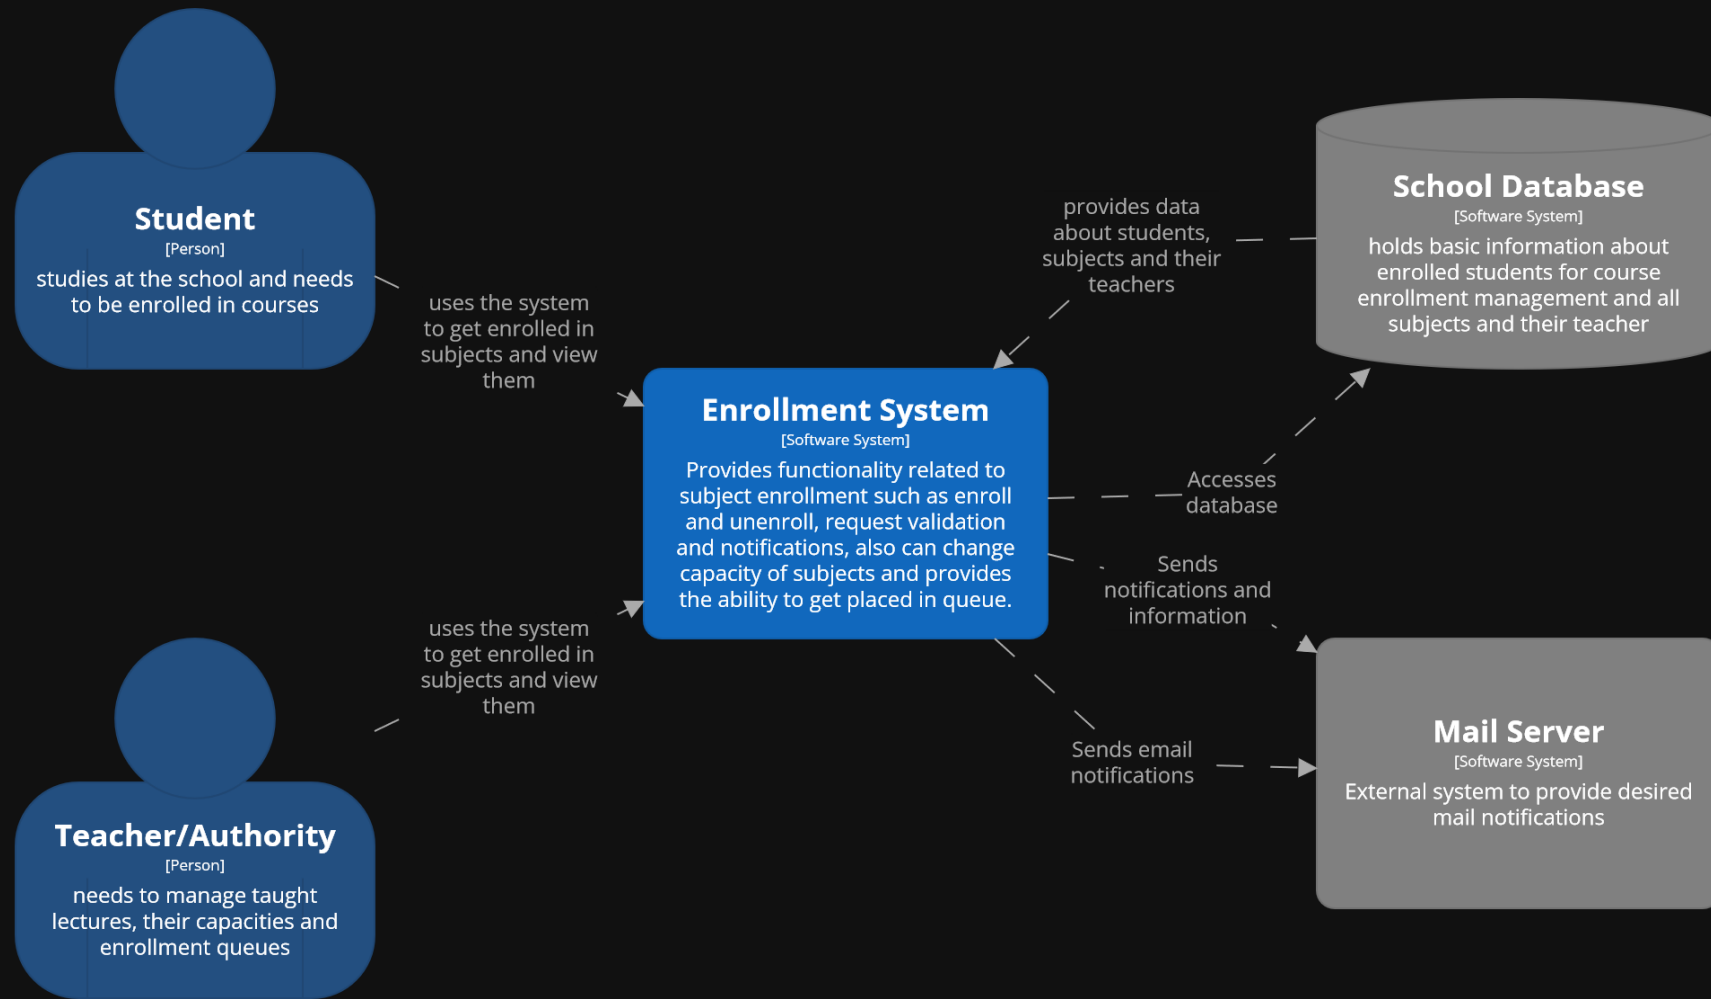 Student
[Person]
studies at the school and needs
to be enrolled in courses
uses the system
to get enrolled in
subjects and view
them
provides data
about students,
subjects and their
teachers
School Database
[Software System]
holds basic information about
enrolled students for course
enrollment management and all
subjects and their teacher
Enrollment System
[Software System]
Provides functionality related to
subject enrollment such as enroll
and unenroll, request validation
and notifications, also can change
capacity of subjects and provides
the ability to get placed in queue.
Accesses
database
Sends
notifications and
information
uses the system
to get enrolled in
subjects and view
them
Sends email
notifications
Mail Server
[Software System]
External system to provide desired
mail notifications
Teacher/Authority
[Person]
needs to manage taught
lectures, their capacities and
enrollment queues